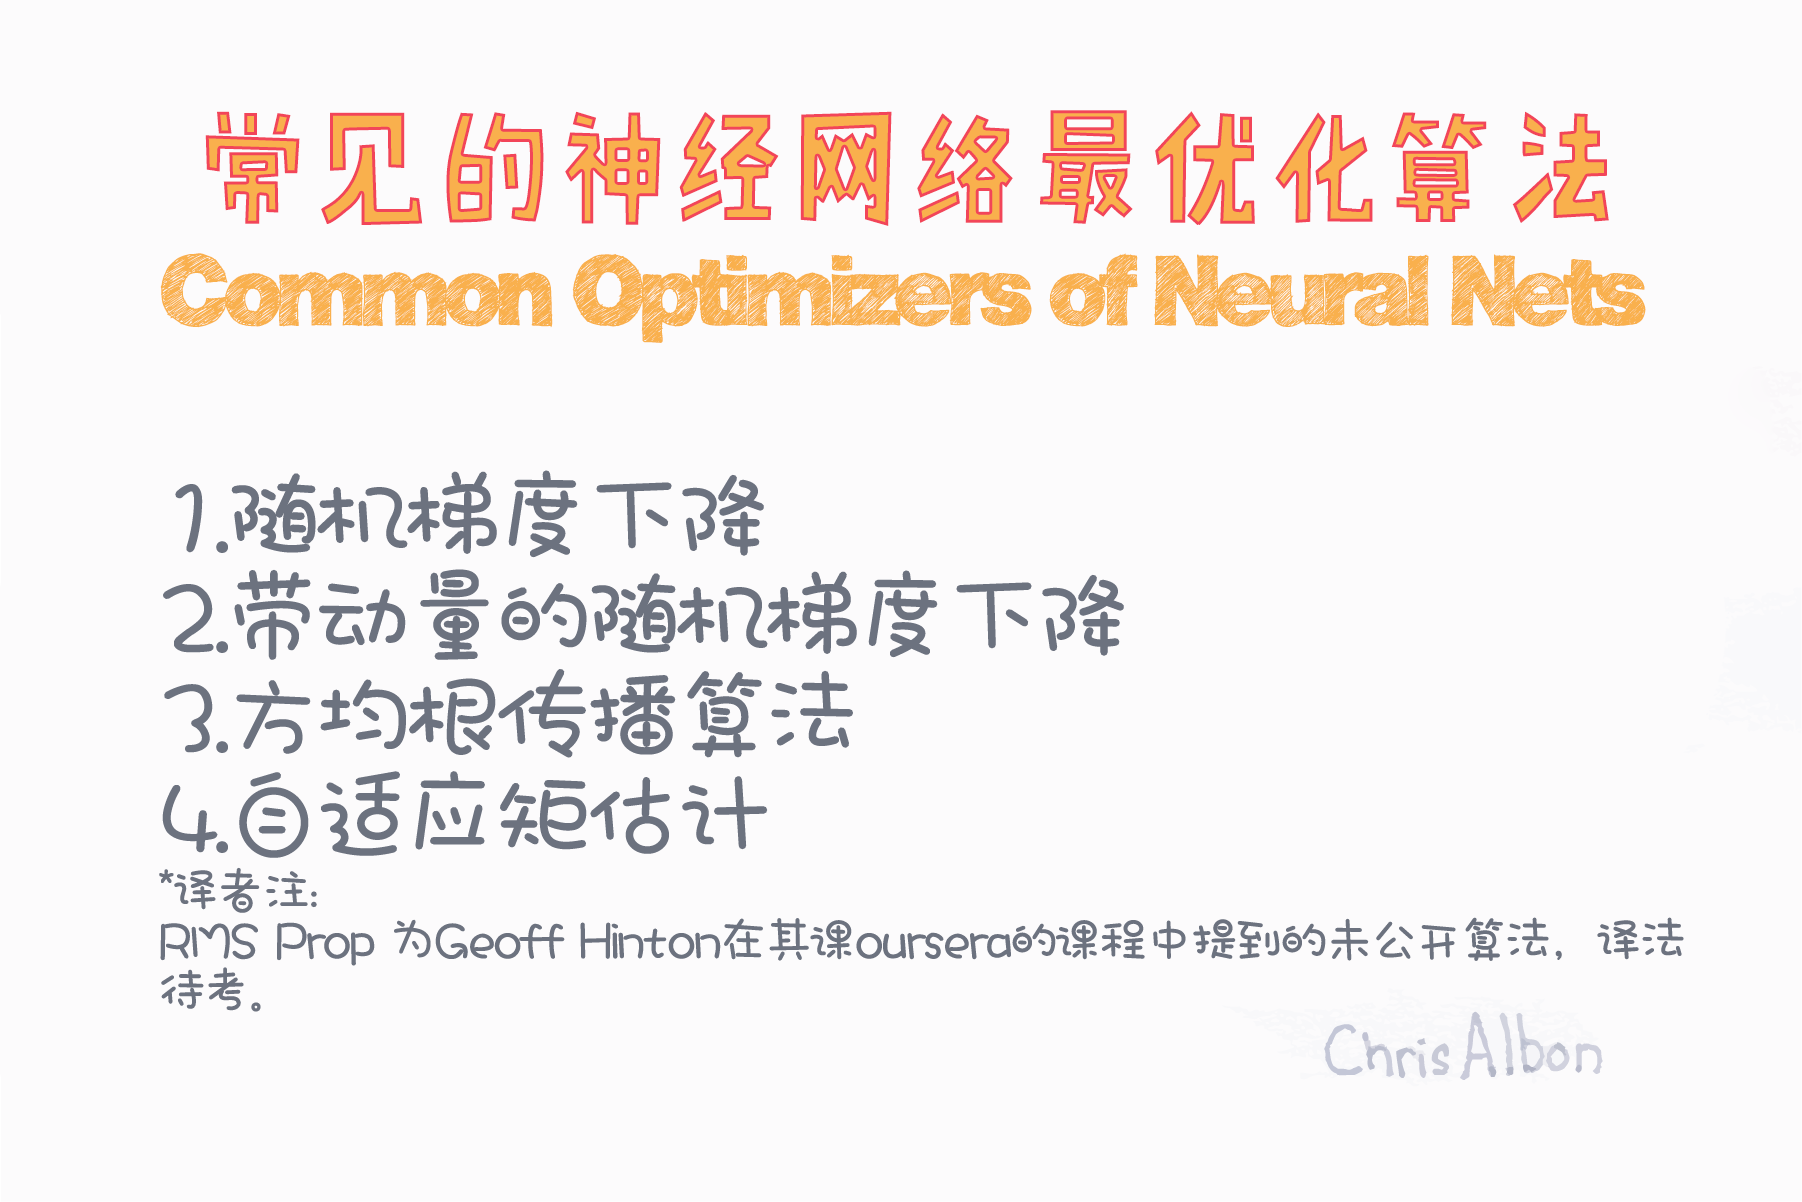 常见的神经网络最优化算法
Common Optimizers of Neural Nets
1.随机梯度下降
2.带动量的随机梯度下降
3.方均根传播算法
4.自适应矩估计
*译者注:
RMS Prop 为Geoff Hinton在其课oursera的课程中提到的未公开算法，译法
待考。
Chris Albon